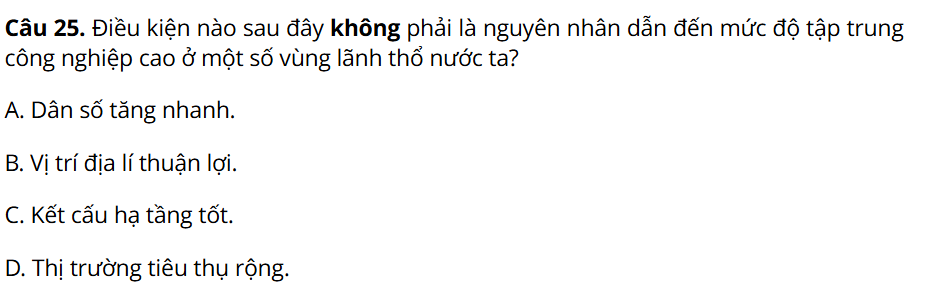 Câu 25. Điều kiện nào sau đây không phải là nguyên nhân dẫn đến mức độ tập trung
công nghiệp cao ở một số vùng lãnh thổ nước ta?
A. Dân số tăng nhanh.
B. Vị trí địa lí thuận lợi.
C. Kết cấu hạ tầng tốt.
D. Thị trường tiêu thụ rộng.